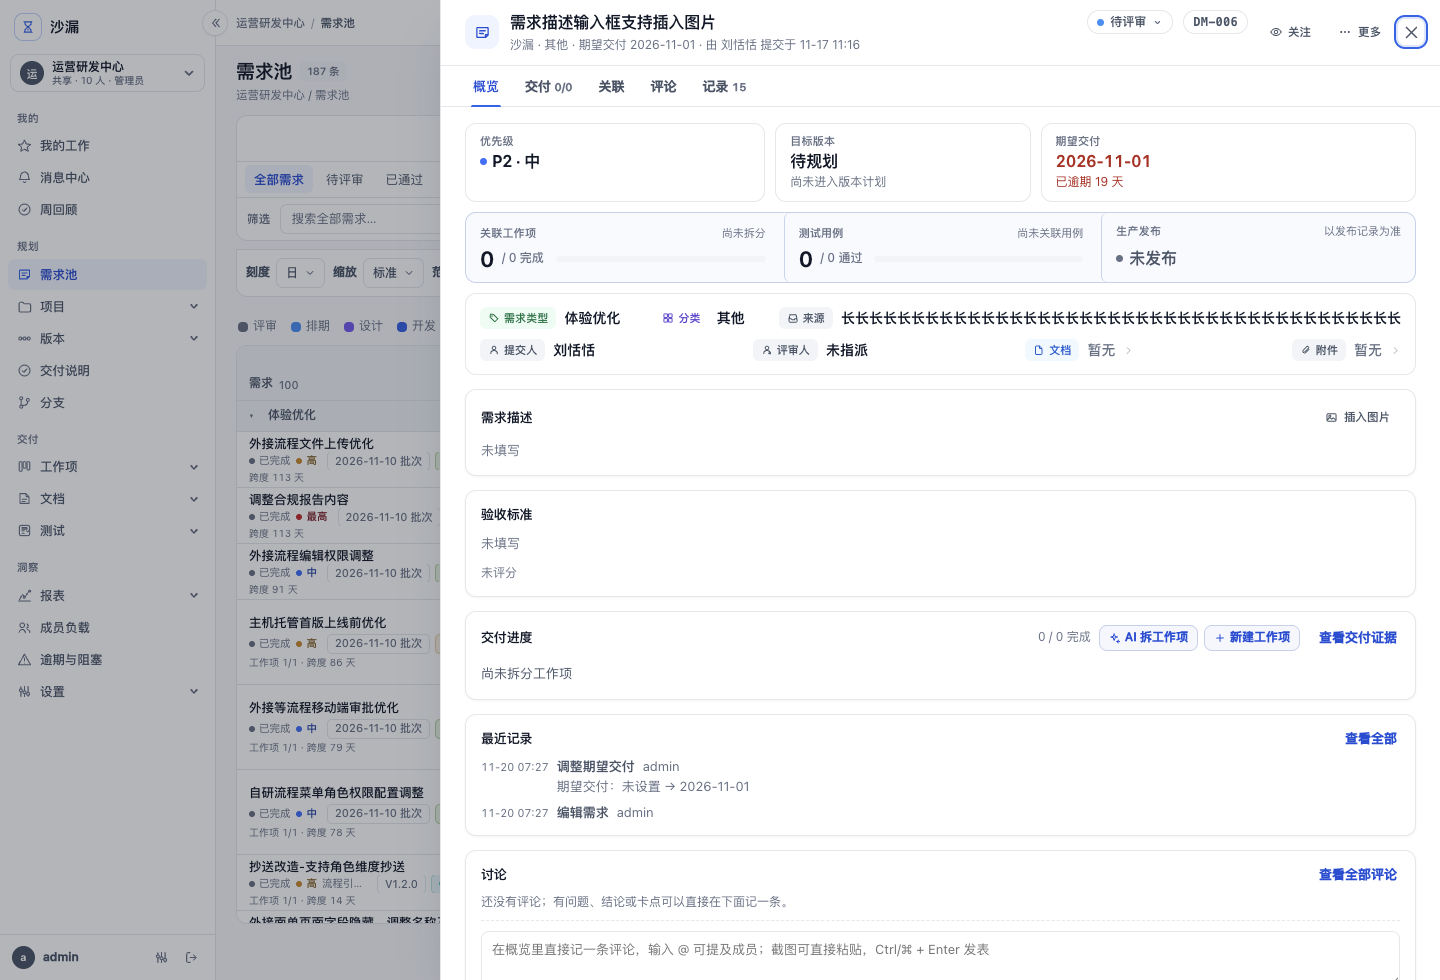 沙漏
运
运营研发中心
共享 · 10 人 · 管理员
我的
我的工作
消息中心
周回顾
规划
需求池
项目
版本
交付说明
分支
交付
工作项
文档
测试
洞察
报表
成员负载
逾期与阻塞
设置
a admin
运营研发中心 / 需求池
需求池 187 条
运营研发中心 / 需求池
全部需求 待评审 已通过
筛选 搜索全部需求...
刻度 日 缩放 标准
评审 排期 设计 开发
需求 100
体验优化
外接流程文件上传优化
已完成 高 2026-11-10 批次
跨度 113 天
调整合规报告内容
已完成 最高 2026-11-10 批次
跨度 113 天
外接流程编辑权限调整
已完成 中 2026-11-10 批次
跨度 91 天
主机托管首版上线前优化
已完成 高 2026-11-10 批次
工作项 1/1 · 跨度 86 天
外接等流程移动端审批优化
已完成 中 2026-11-10 批次
工作项 1/1 · 跨度 79 天
自研流程菜单角色权限配置调整
已完成 中 2026-11-10 批次
工作项 1/1 · 跨度 78 天
抄送改造-支持角色维度抄送
已完成 高 流程引... V1.2.0
工作项 1/1 · 跨度 14 天
需求描述输入框支持插入图片
沙漏 · 其他 · 期望交付 2026-11-01 · 由 刘恬恬 提交于 11-17 11:16
待评审 DM-006 关注 ··· 更多
概览 交付 0/0 关联 评论 记录 15
优先级
P2 · 中
目标版本
待规划
尚未进入版本计划
期望交付
2026-11-01
已逾期 19 天
关联工作项 尚未拆分
0 / 0 完成
测试用例 尚未关联用例
0 / 0 通过
生产发布 以发布记录为准
未发布
需求类型 体验优化 分类 其他 来源 长长长长长长长长长长长长长长长长长长长长长长长长长长长长长长长长长长长长长长长长
提交人 刘恬恬 评审人 未指派 文档 暂无 附件 暂无
需求描述 插入图片
未填写
验收标准
未填写
未评分
交付进度 0 / 0 完成 AI 拆工作项 新建工作项 查看交付证据
尚未拆分工作项
最近记录 查看全部
11-20 07:27 调整期望交付 admin
期望交付：未设置 → 2026-11-01
11-20 07:27 编辑需求 admin
讨论 查看全部评论
还没有评论；有问题、结论或卡点可以直接在下面记一条。
在概览里直接记一条评论，输入 @ 可提及成员；截图可直接粘贴，Ctrl/⌘ + Enter 发表